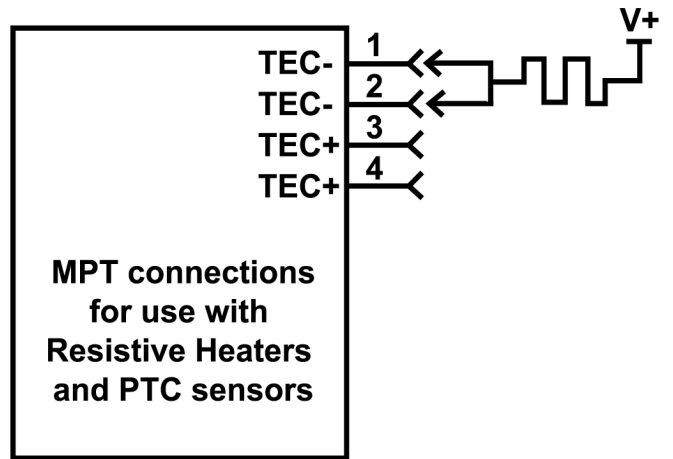 V+
TEC- 1
TEC- 2
TEC+ 3
TEC+ 4
MPT connections
for use with
Resistive Heaters
and PTC sensors